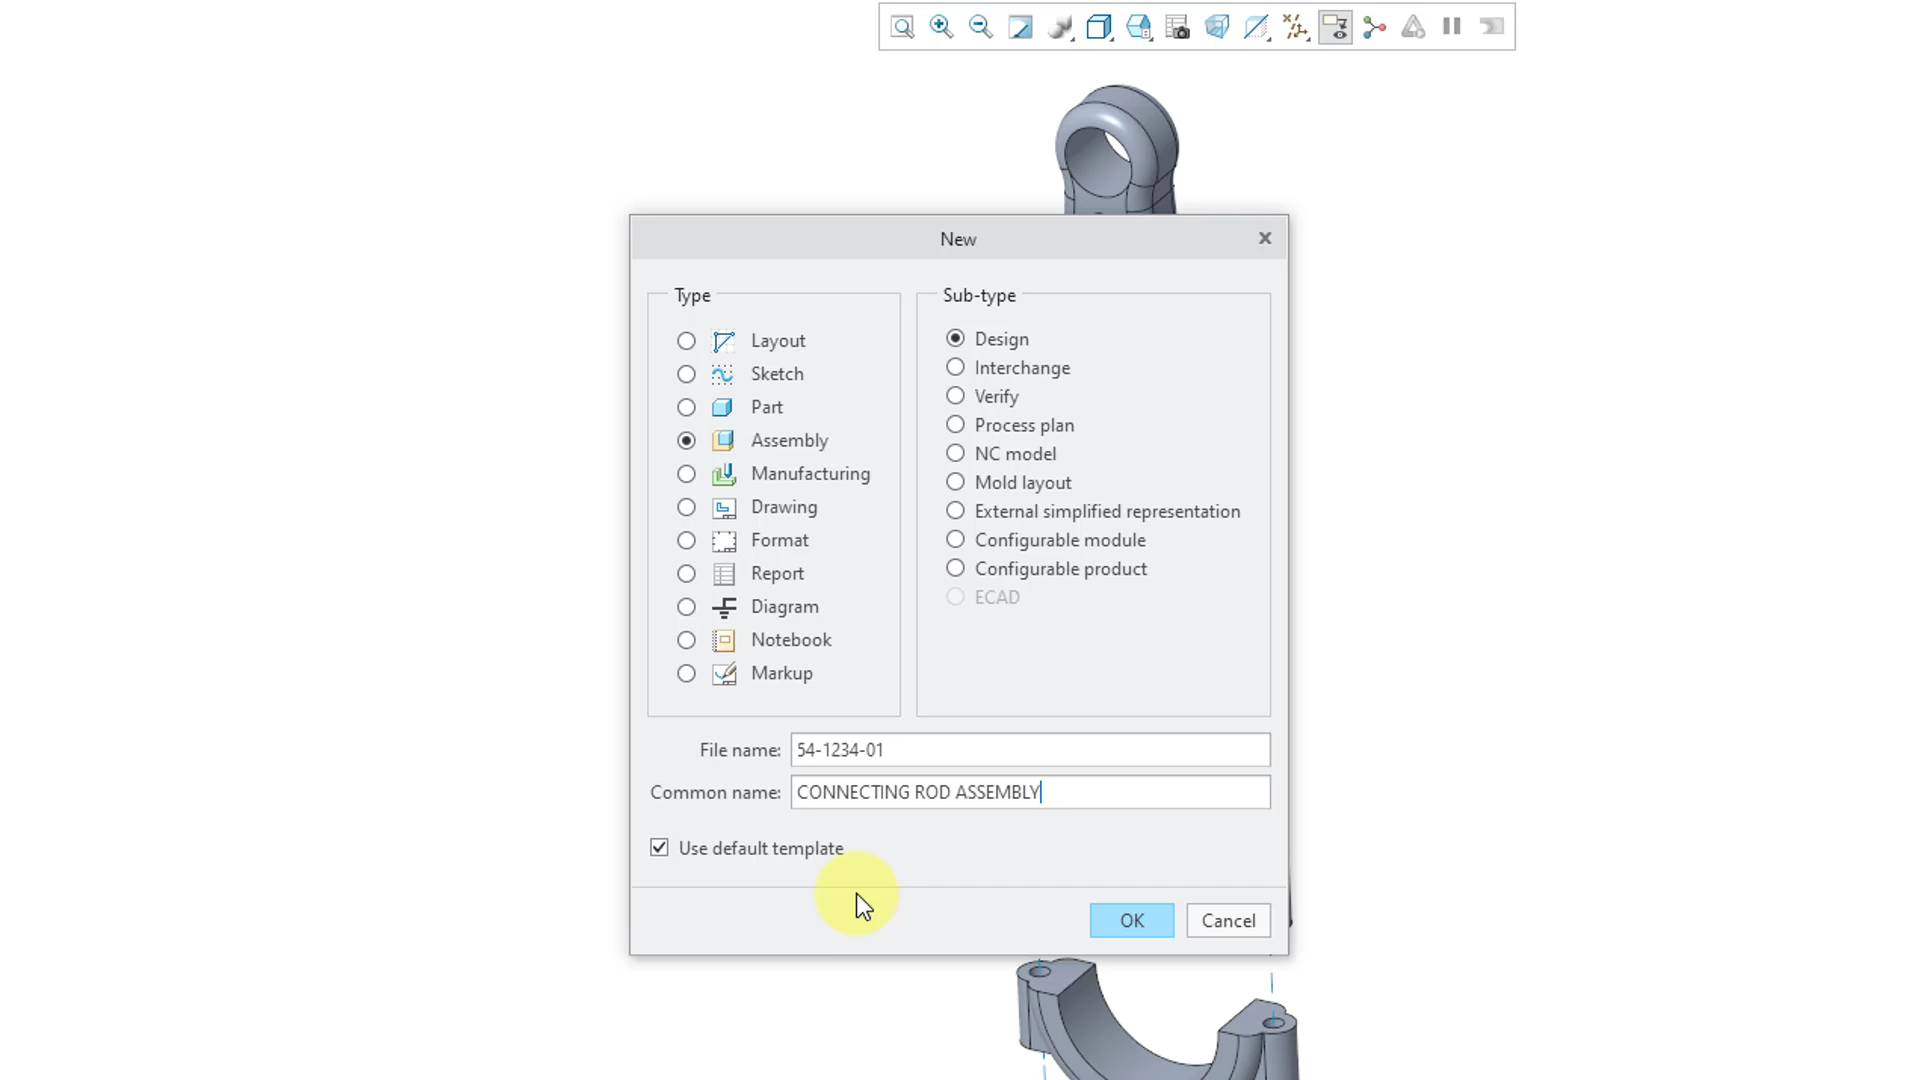 New
Type
Layout
Sketch
Part
Assembly
Manufacturing
Drawing
Format
Report
Diagram
Notebook
Markup
Sub-type
Design
Interchange
Verify
Process plan
NC model
Mold layout
External simplified representation
Configurable module
Configurable product
ECAD
File name: 54-1234-01
Common name: CONNECTING ROD ASSEMBLY
Use default template
OK Cancel